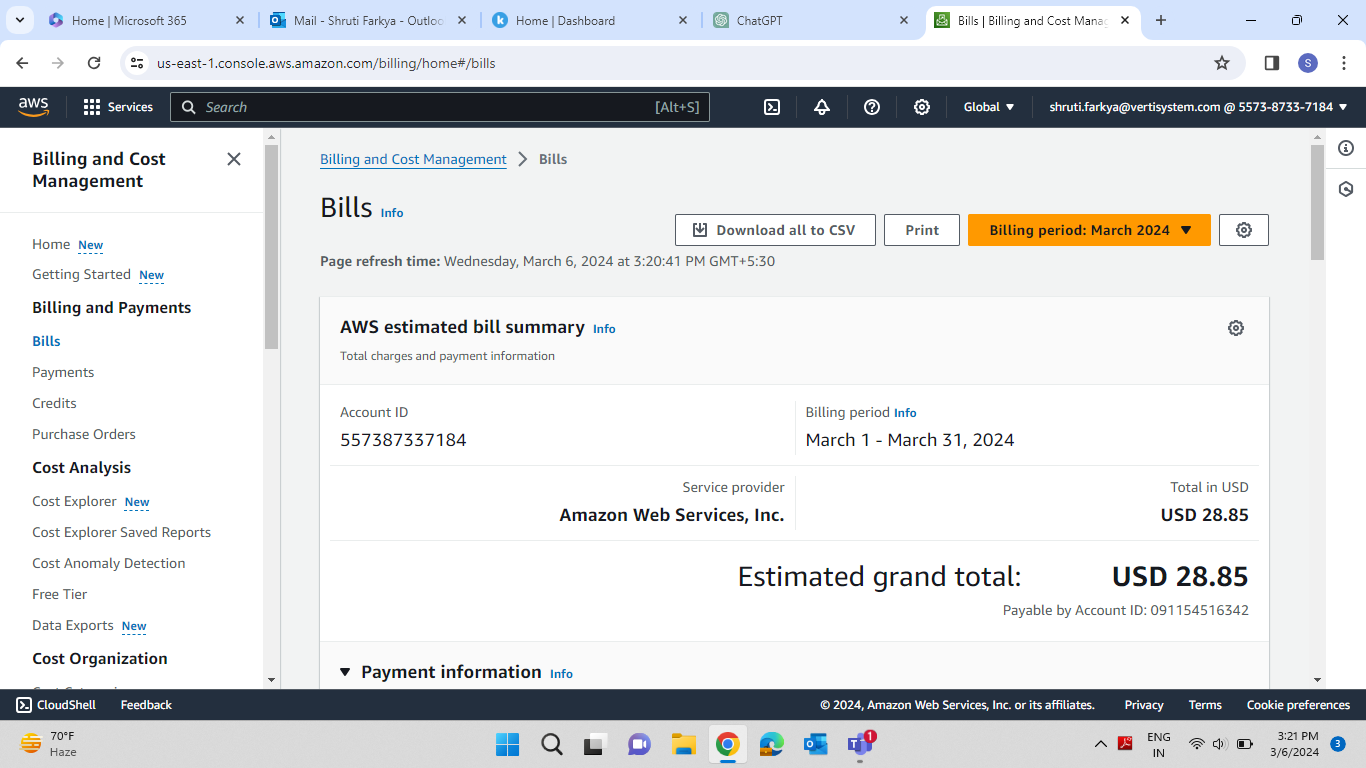 Home | Microsoft 365
Mail - Shruti Farkya - Outloo
Home | Dashboard
ChatGPT
Bills | Billing and Cost Manag
us-east-1.console.aws.amazon.com/billing/home#/bills
S
aws
Services
Search
[Alt+S]
Global
shruti.farkya@vertisystem.com @ 5573-8733-7184
Billing and Cost
Management
Home New
Getting Started New
Billing and Payments
Bills
Payments
Credits
Purchase Orders
Cost Analysis
Cost Explorer New
Cost Explorer Saved Reports
Cost Anomaly Detection
Free Tier
Data Exports New
Cost Organization
Billing and Cost Management > Bills
Bills Info
Download all to CSV
Print
Billing period: March 2024
Page refresh time: Wednesday, March 6, 2024 at 3:20:41 PM GMT+5:30
AWS estimated bill summary Info
Total charges and payment information
Account ID
557387337184
Billing period Info
March 1 - March 31, 2024
Service provider
Amazon Web Services, Inc.
Total in USD
USD 28.85
Estimated grand total: USD 28.85
Payable by Account ID: 091154516342
Payment information Info
CloudShell
Feedback
© 2024, Amazon Web Services, Inc. or its affiliates.
Privacy
Terms
Cookie preferences
70°F
Haze
1
ENG
IN
3:21 PM
3/6/2024
3